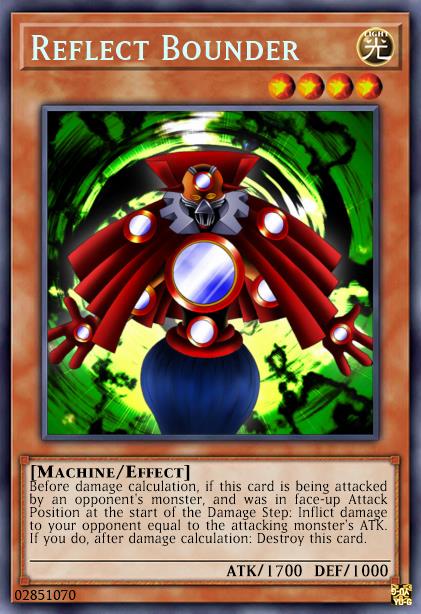 Reflect Bounder
LIGHT
光
[Machine/Effect]
Before damage calculation, if this card is being attacked
by an opponent's monster, and was in face-up Attack
Position at the start of the Damage Step: Inflict damage
to your opponent equal to the attacking monster's ATK.
If you do, after damage calculation: Destroy this card.
ATK/1700 DEF/1000
02851070